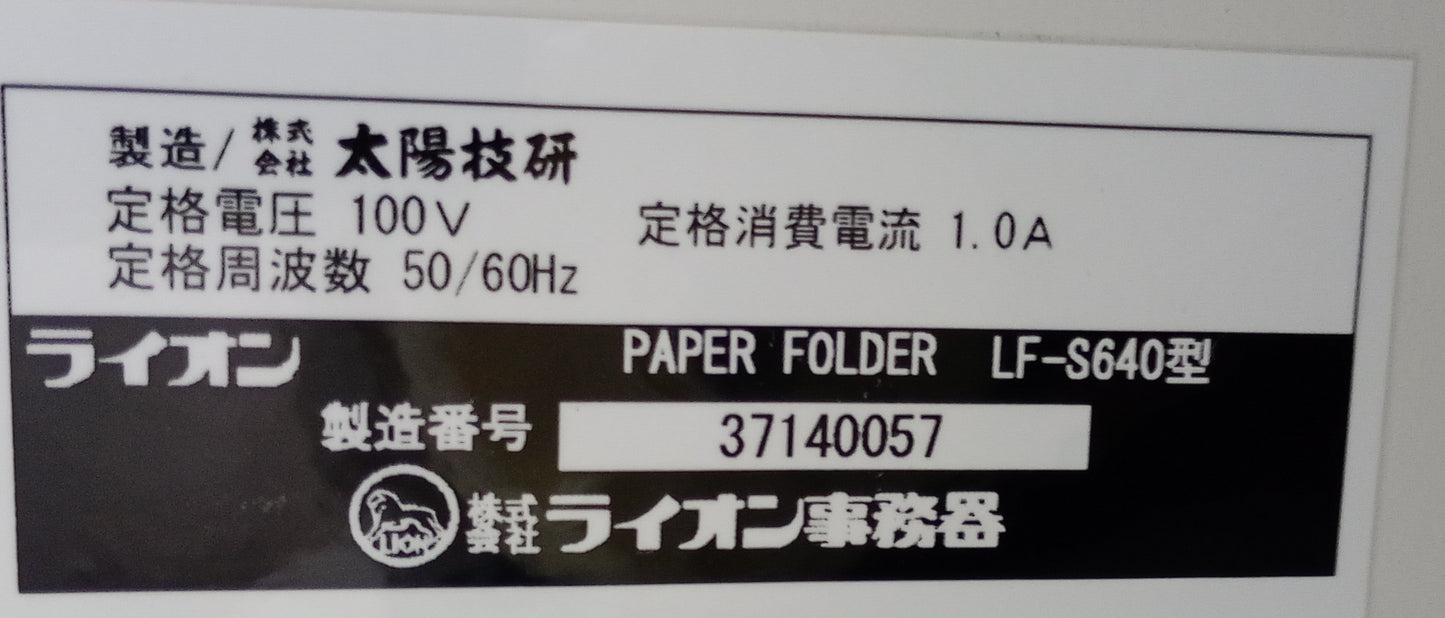 製造/株式会社 太陽技研
定格電圧 100V 定格消費電流 1.0A
定格周波数 50/60Hz
ライオン PAPER FOLDER LF-S640型
製造番号 37140057
LION 株式会社ライオン事務器